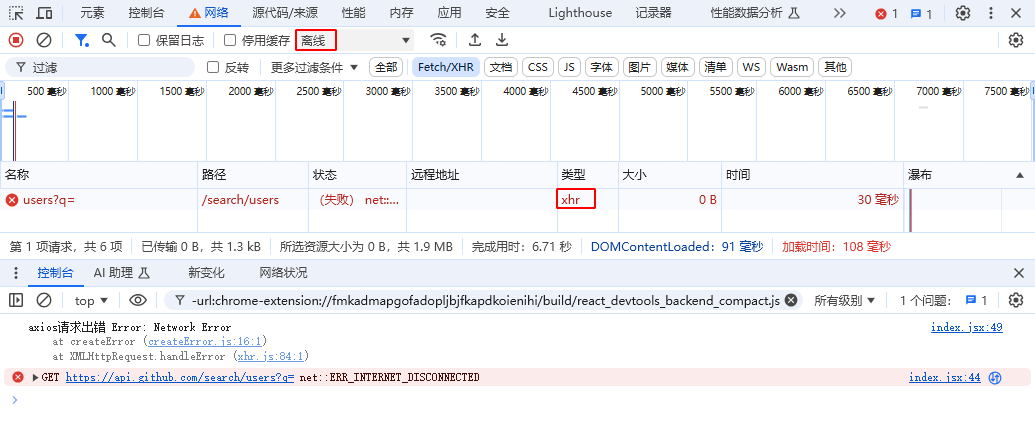 元素 控制台 网络 源代码/来源 性能 内存 应用 安全 Lighthouse 记录器 性能数据分析 1 1
保留日志 停用缓存 离线
过滤 反转 更多过滤条件 全部 Fetch/XHR 文档 CSS JS 字体 图片 媒体 清单 WS Wasm 其他
500 毫秒 1000 毫秒 1500 毫秒 2000 毫秒 2500 毫秒 3000 毫秒 3500 毫秒 4000 毫秒 4500 毫秒 5000 毫秒 5500 毫秒 6000 毫秒 6500 毫秒 7000 毫秒 7500 毫秒
名称 路径 状态 远程地址 类型 大小 时间 瀑布
users?q= /search/users （失败） net::... xhr 0 B 30 毫秒
第 1 项请求，共 6 项 已传输 0 B，共 1.3 kB 所选资源大小为 0 B，共 1.9 MB 完成用时：6.71 秒 DOMContentLoaded：91 毫秒 加载时间：108 毫秒
控制台 AI 助理 新变化 网络状况
top -url:chrome-extension://fmkadmapgofadopljbjfkapdkoienihi/build/react_devtools_backend_compact.js 所有级别 1 个问题： 1
axios请求出错 Error: Network Error index.jsx:49
at createError (createError.js:16:1)
at XMLHttpRequest.handleError (xhr.js:84:1)
GET https://api.github.com/search/users?q= net::ERR_INTERNET_DISCONNECTED index.jsx:44